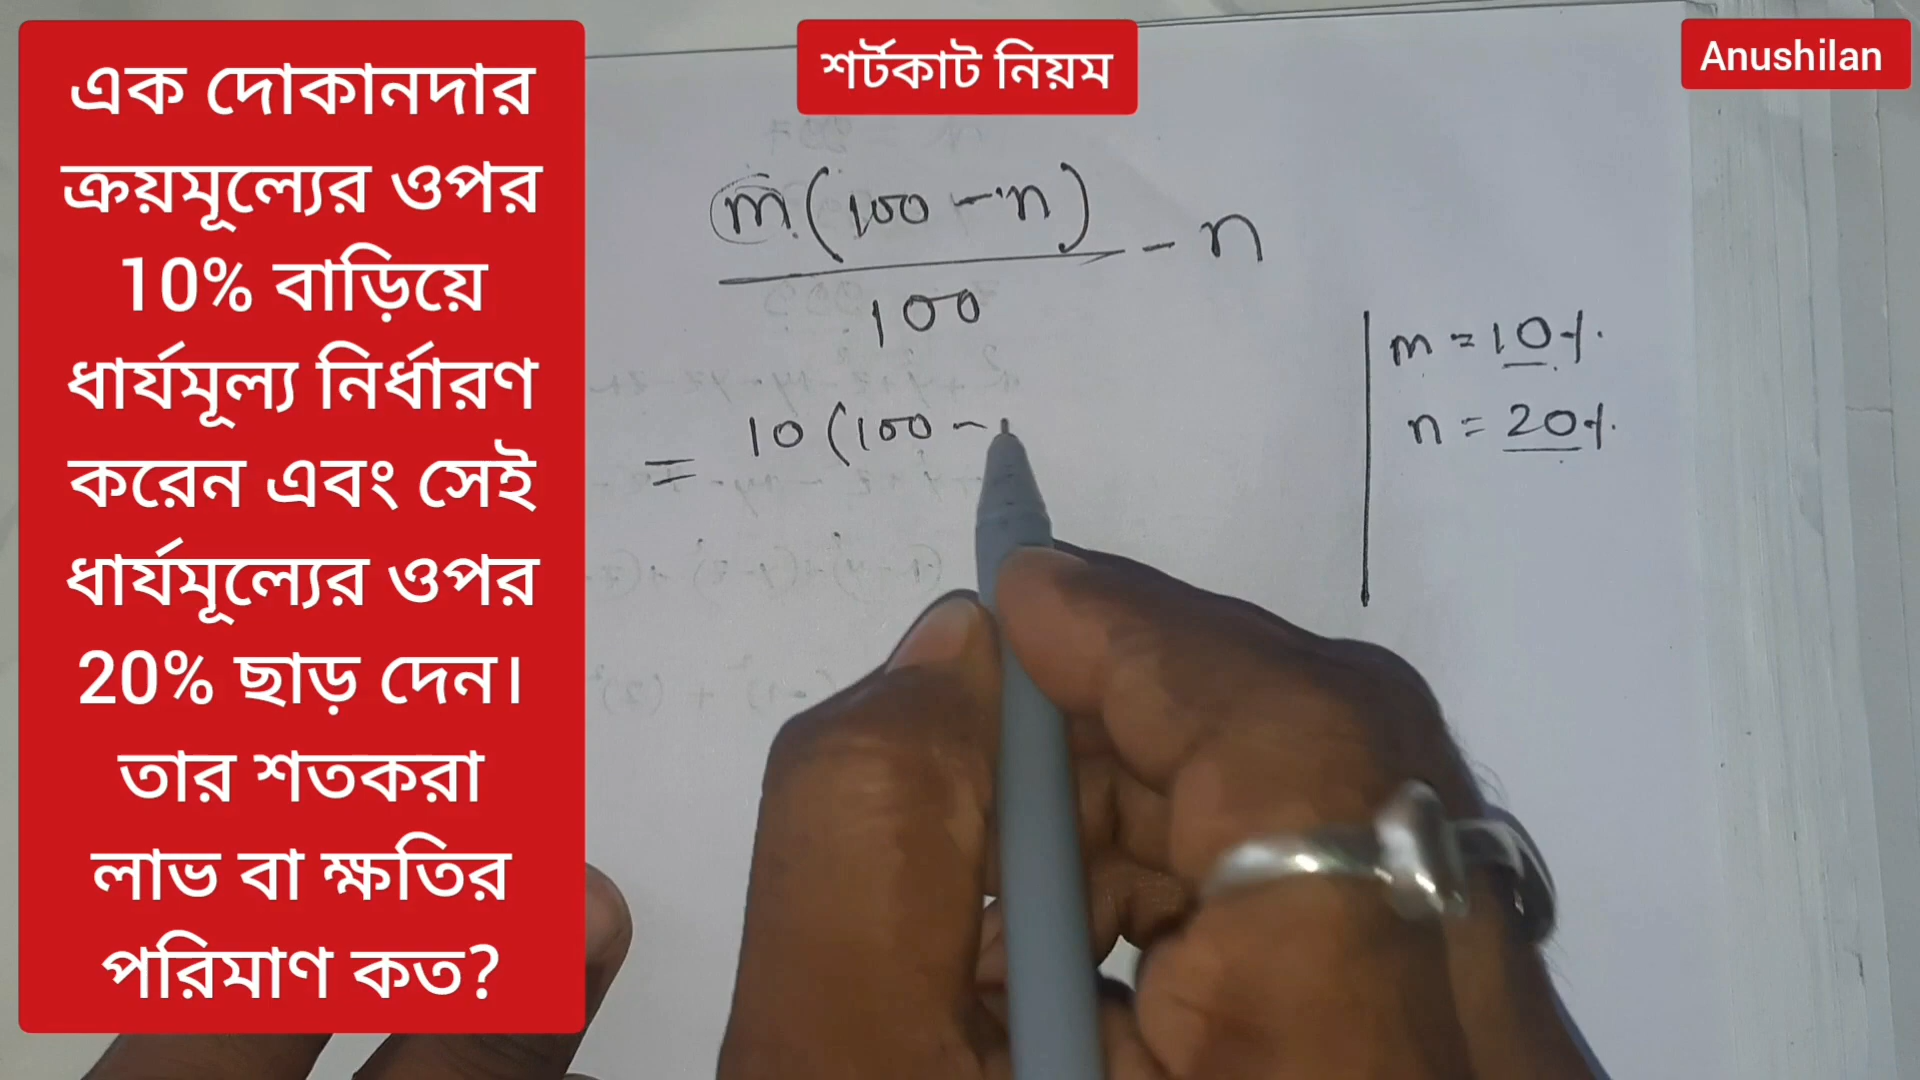 এক দোকানদার
ক্রয়মূল্যের ওপর
10% বাড়িয়ে
ধার্যমূল্য নির্ধারণ
করেন এবং সেই
ধার্যমূল্যের ওপর
20% ছাড় দেন।
তার শতকরা
লাভ বা ক্ষতির
পরিমাণ কত?
শর্টকাট নিয়ম
Anushilan
m(100-n)
100
- n
= 10(100-
m = 10%
n = 20%